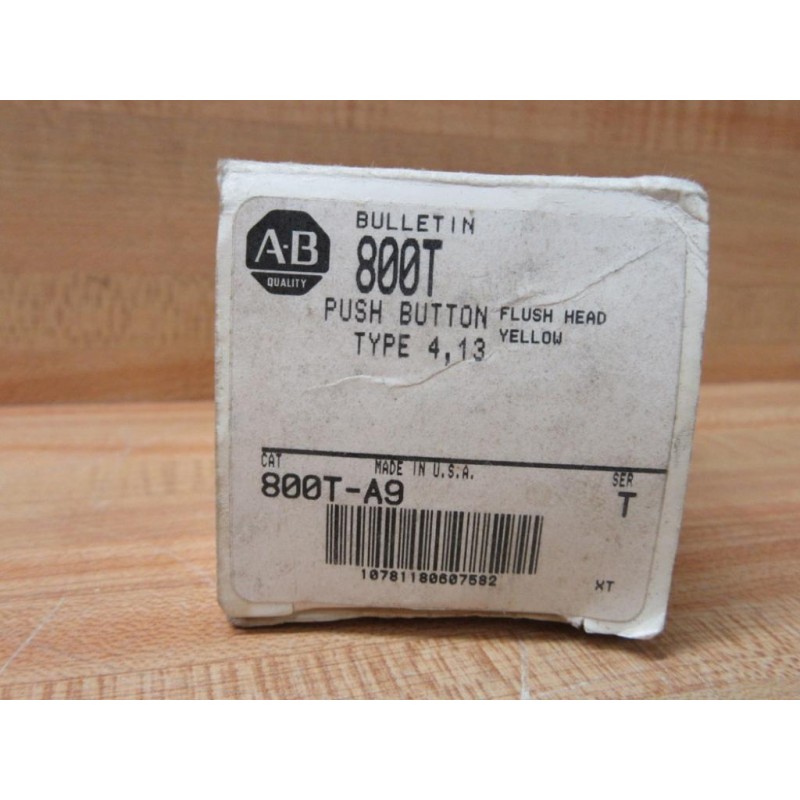 A-B
QUALITY
BULLETIN
800T
PUSH BUTTON FLUSH HEAD
TYPE 4,13 YELLOW
CAT MADE IN U.S.A. SER
800T-A9 T
10781180607582
XT